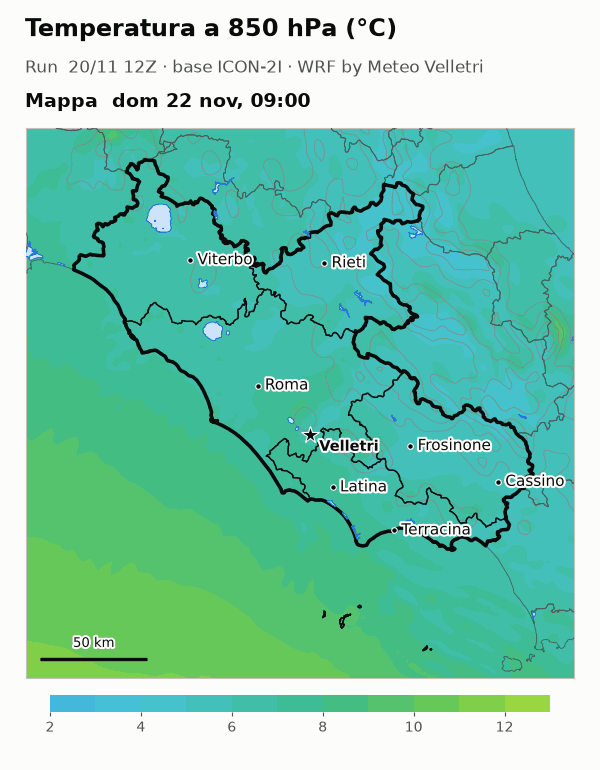 Temperatura a 850 hPa (°C)
Run  20/11 12Z · base ICON-2I · WRF by Meteo Velletri
Mappa  dom 22 nov, 09:00
Viterbo
Rieti
Roma
Velletri
Frosinone
Cassino
Latina
Terracina
50 km
2 4 6 8 10 12